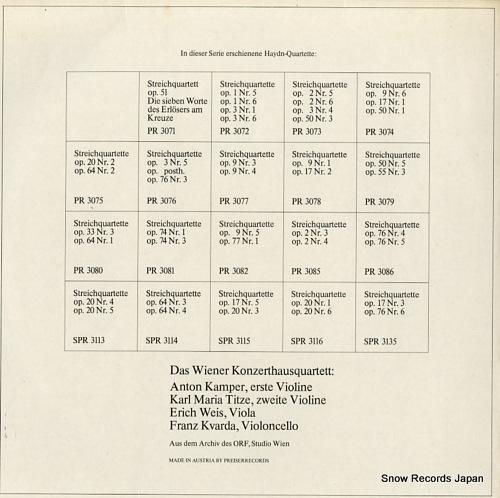 In dieser Serie erschienene Haydn-Quartette:
Streichquartett
op. 51
Die sieben Worte
des Erlösers am
Kreuze
PR 3071
Streichquartette
op. 1 Nr. 5
op. 1 Nr. 6
op. 3 Nr. 1
op. 3 Nr. 6
PR 3072
Streichquartette
op. 2 Nr. 5
op. 2 Nr. 6
op. 3 Nr. 4
op. 50 Nr. 3
PR 3073
Streichquartette
op. 9 Nr. 6
op. 17 Nr. 1
op. 50 Nr. 1
PR 3074
Streichquartette
op. 20 Nr. 2
op. 64 Nr. 2
PR 3075
Streichquartette
op. 3 Nr. 5
op. posth.
op. 76 Nr. 3
PR 3076
Streichquartette
op. 9 Nr. 3
op. 9 Nr. 4
PR 3077
Streichquartette
op. 9 Nr. 1
op. 17 Nr. 2
PR 3078
Streichquartette
op. 50 Nr. 5
op. 55 Nr. 3
PR 3079
Streichquartette
op. 33 Nr. 3
op. 64 Nr. 1
PR 3080
Streichquartette
op. 74 Nr. 1
op. 74 Nr. 3
PR 3081
Streichquartette
op. 9 Nr. 5
op. 77 Nr. 1
PR 3082
Streichquartette
op. 2 Nr. 3
op. 2 Nr. 4
PR 3085
Streichquartette
op. 76 Nr. 4
op. 76 Nr. 5
PR 3086
Streichquartette
op. 20 Nr. 4
op. 20 Nr. 5
SPR 3113
Streichquartette
op. 64 Nr. 3
op. 64 Nr. 4
SPR 3114
Streichquartette
op. 17 Nr. 5
op. 20 Nr. 3
SPR 3115
Streichquartette
op. 20 Nr. 1
op. 20 Nr. 6
SPR 3116
Streichquartette
op. 17 Nr. 3
op. 76 Nr. 6
SPR 3135
Das Wiener Konzerthausquartett:
Anton Kamper, erste Violine
Karl Maria Titze, zweite Violine
Erich Weis, Viola
Franz Kvarda, Violoncello
Aus dem Archiv des ORF, Studio Wien
MADE IN AUSTRIA BY PREISERRECORDS
Snow Records Japan